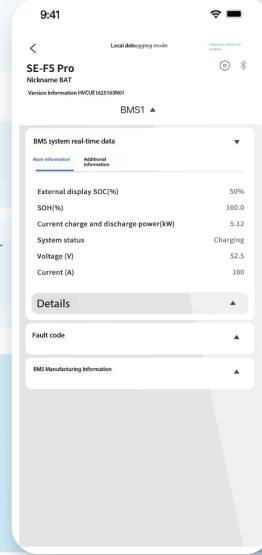 9:41
Local debugging mode
SE-F5 Pro
Nickname BAT
Version Information HVCUE1625103N01
BMS1 ▲
BMS system real-time data ▼
Main information
Additional
information
External display SOC(%) 50%
SOH(%) 100.0
Current charge and discharge power(kW) 5.12
System status Charging
Voltage (V) 52.5
Current (A) 100
Details ▲
Fault code ▲
BMS Manufacturing Information ▲